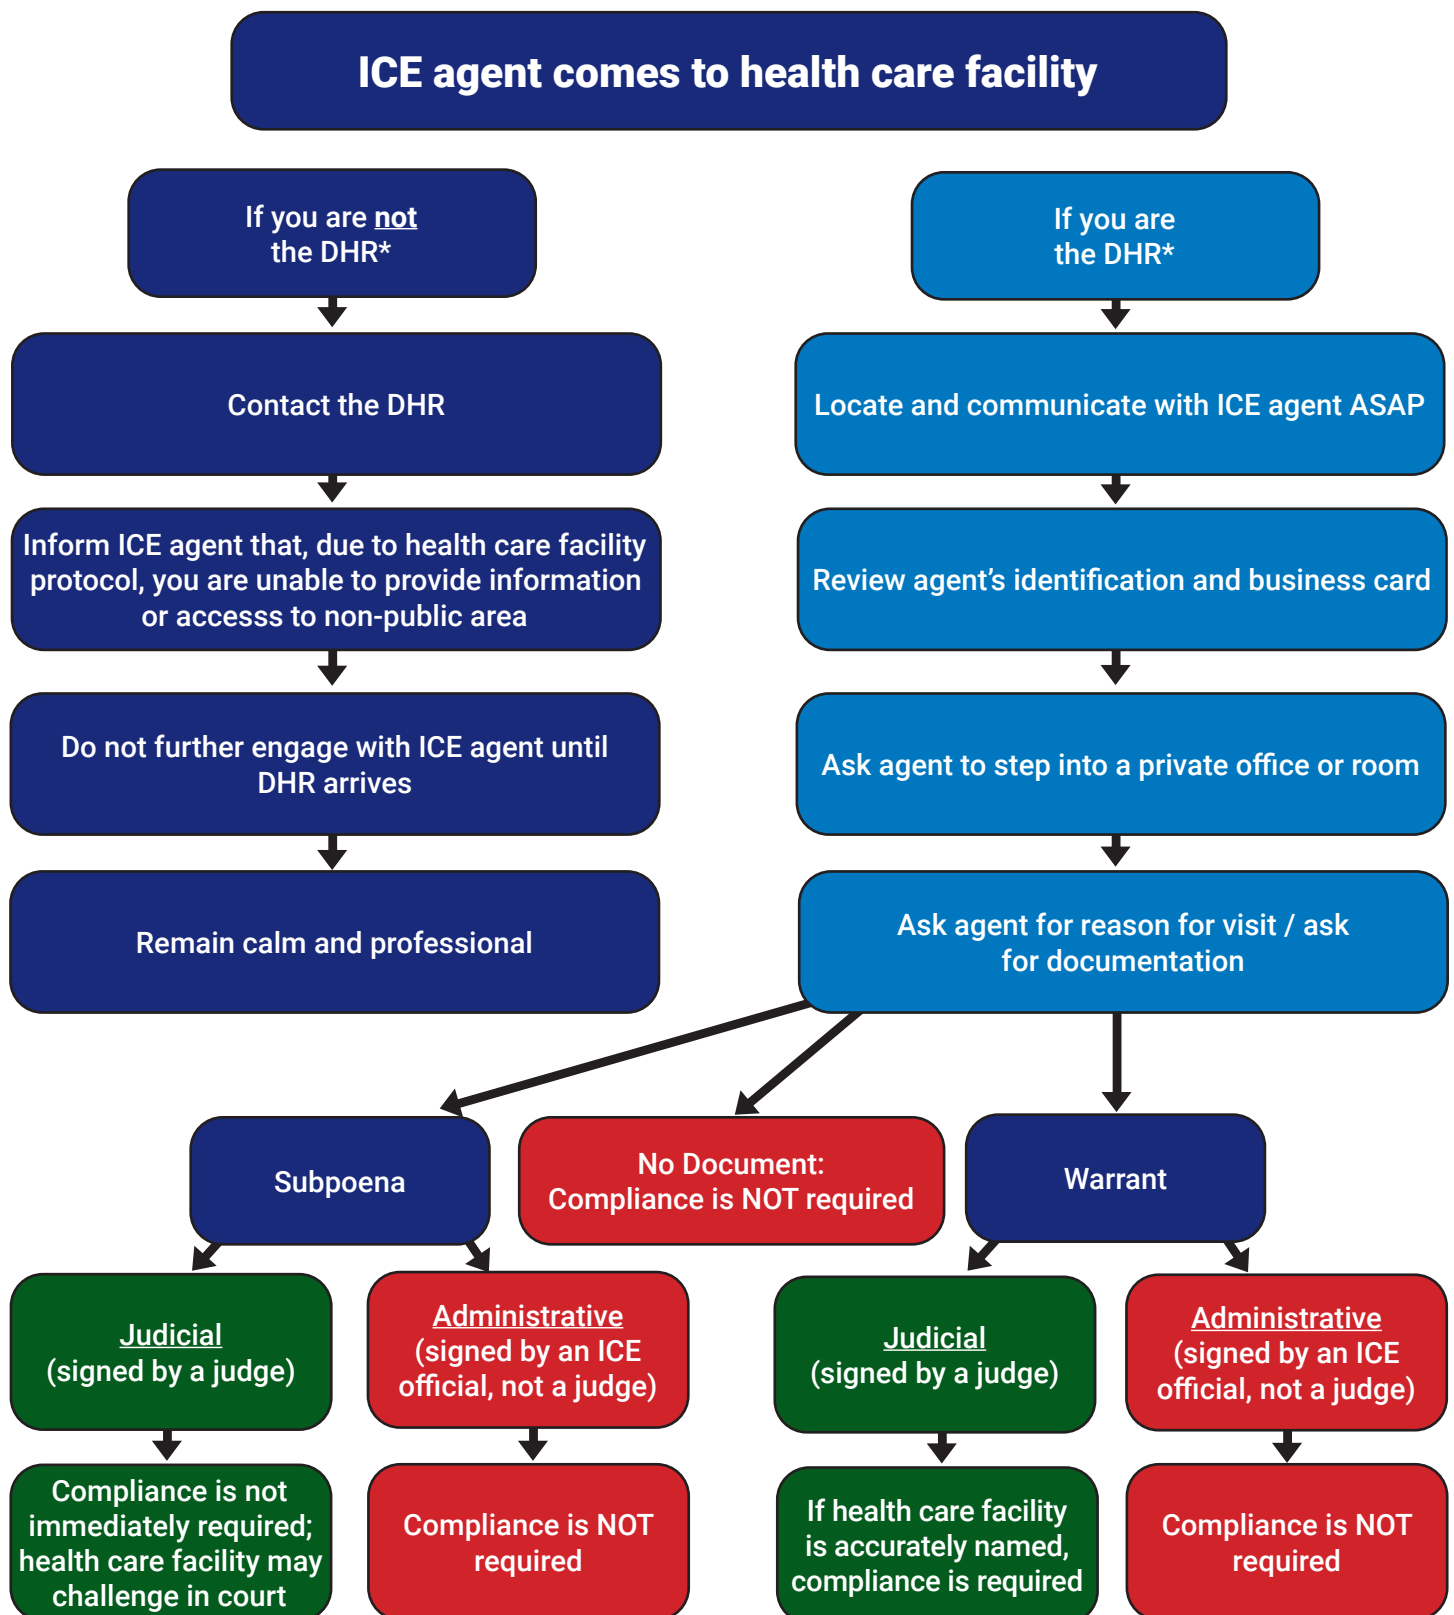 ICE agent comes to health care facility
If you are not
the DHR*
Contact the DHR
Inform ICE agent that, due to health care facility
protocol, you are unable to provide information
or accesss to non-public area
Do not further engage with ICE agent until
DHR arrives
Remain calm and professional
If you are
the DHR*
Locate and communicate with ICE agent ASAP
Review agent’s identification and business card
Ask agent to step into a private office or room
Ask agent for reason for visit / ask
for documentation
Subpoena
Judicial
(signed by a judge)
Compliance is not
immediately required;
health care facility may
challenge in court
Administrative
(signed by an ICE
official, not a judge)
Compliance is NOT
required
No Document:
Compliance is NOT required
Warrant
Judicial
(signed by a judge)
If health care facility
is accurately named,
compliance is required
Administrative
(signed by an ICE
official, not a judge)
Compliance is NOT
required